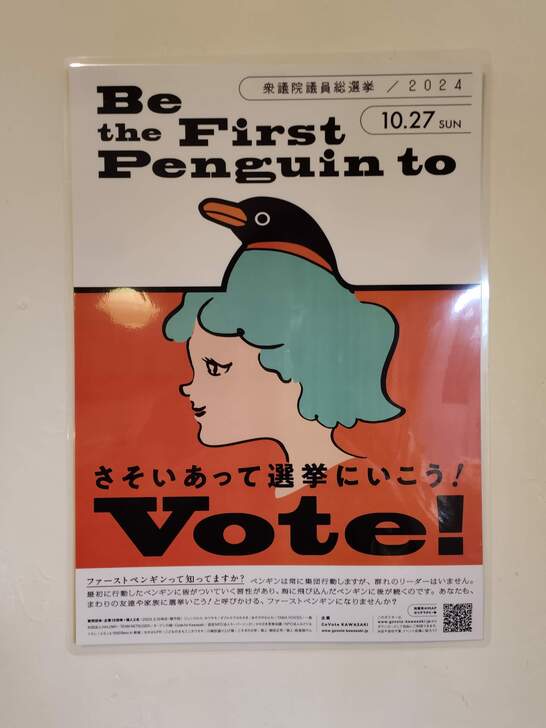 Be
the First
Penguin to
衆議院議員総選挙 / 2024
10.27 SUN
さそいあって選挙にいこう!
Vote!
ファーストペンギンって知ってますか? ペンギンは常に集団行動しますが、群れのリーダーはいません。
最初に行動したペンギンに皆がついていく習性があり、海に飛び込んだペンギンに後が続くのです。あなたも、
まわりの友達や家族に選挙いこう♪と呼びかける、ファーストペンギンになりませんか?
主催
GoVote KAWASAKI
www.govote-kawasaki.jp